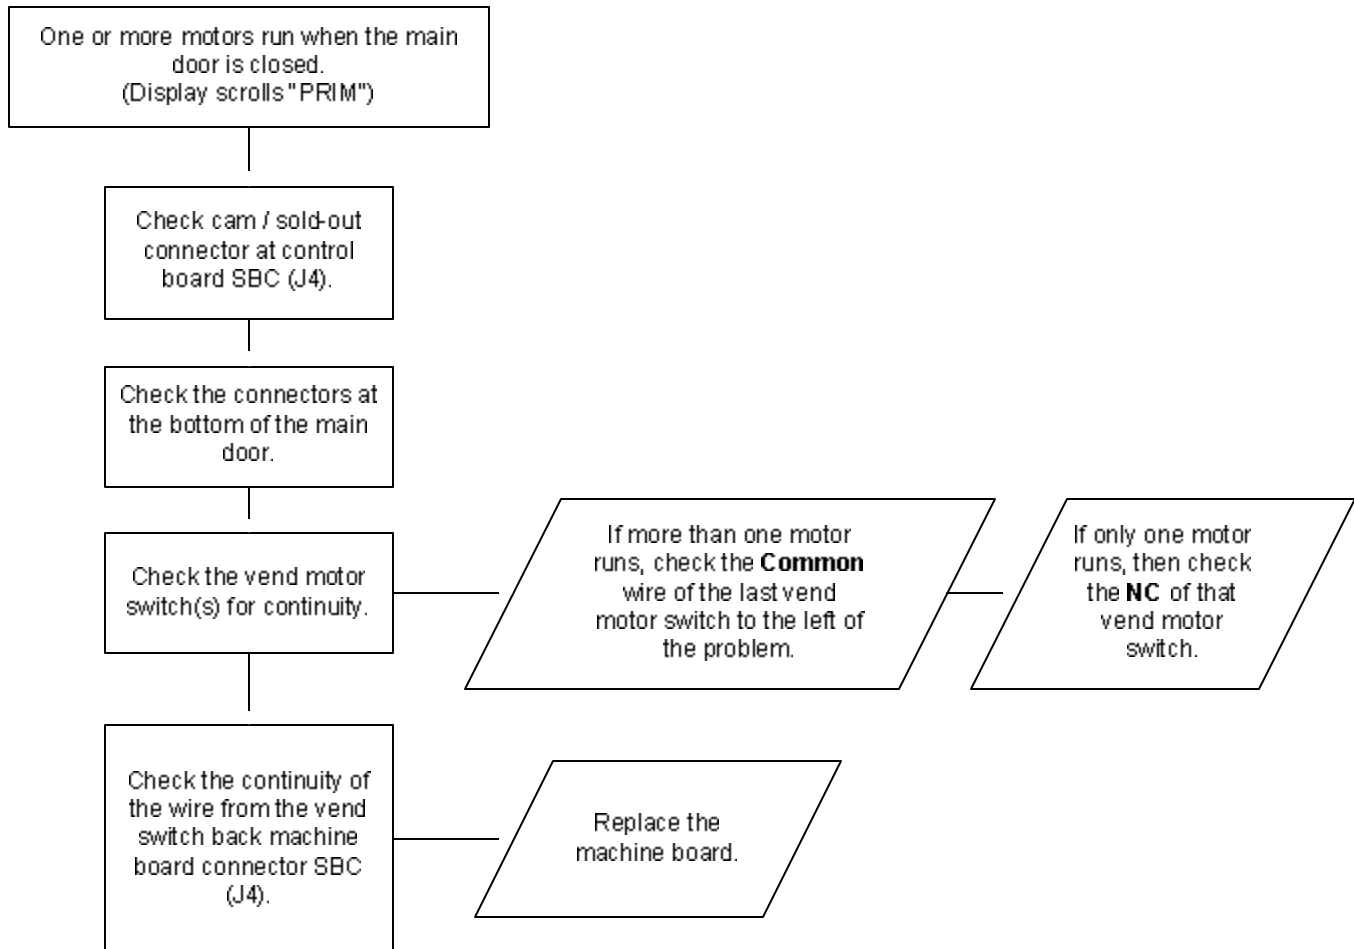 One or more motors run when the main
door is closed.
(Display scrolls "PRIM")
Check cam / sold-out
connector at control
board SBC (J4).
Check the connectors at
the bottom of the main
door.
Check the vend motor
switch(s) for continuity.
If more than one motor
runs, check the Common
wire of the last vend
motor switch to the left of
the problem.
If only one motor
runs, then check
the NC of that
vend motor
switch.
Check the continuity of
the wire from the vend
switch back machine
board connector SBC
(J4).
Replace the
machine board.